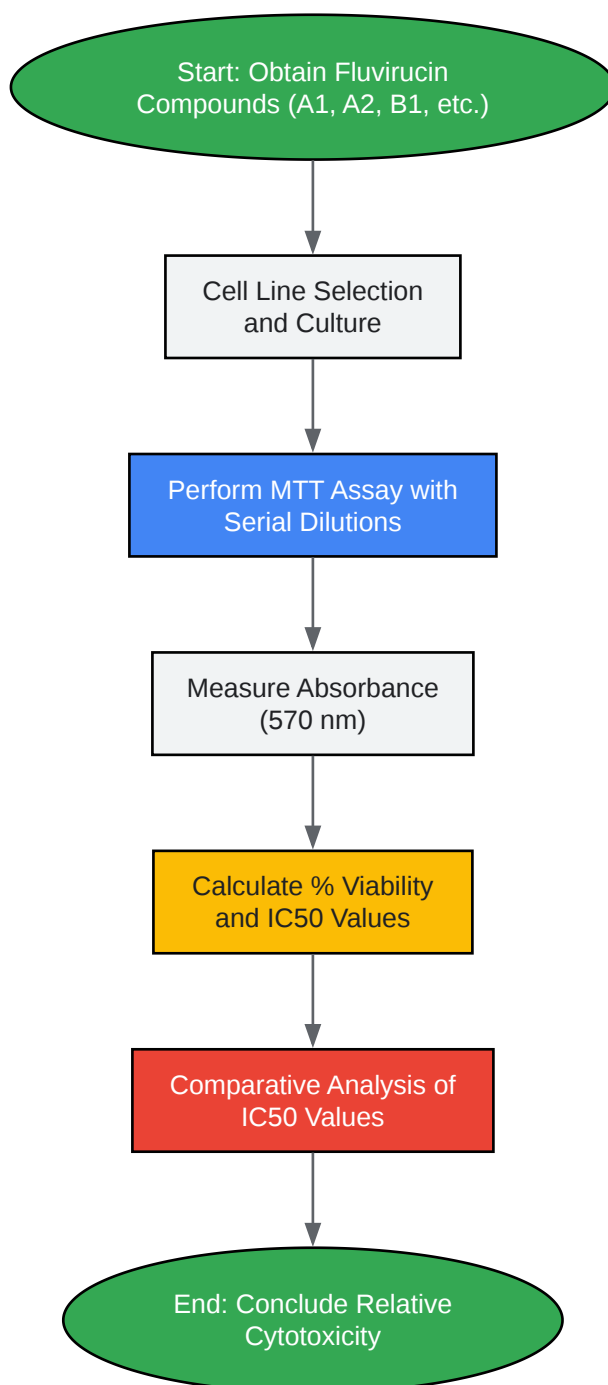 Start: Obtain Fluvirucin
Compounds (A1, A2, B1, etc.)
Cell Line Selection
and Culture
Perform MTT Assay with
Serial Dilutions
Measure Absorbance
(570 nm)
Calculate % Viability
and IC50 Values
Comparative Analysis of
IC50 Values
End: Conclude Relative
Cytotoxicity